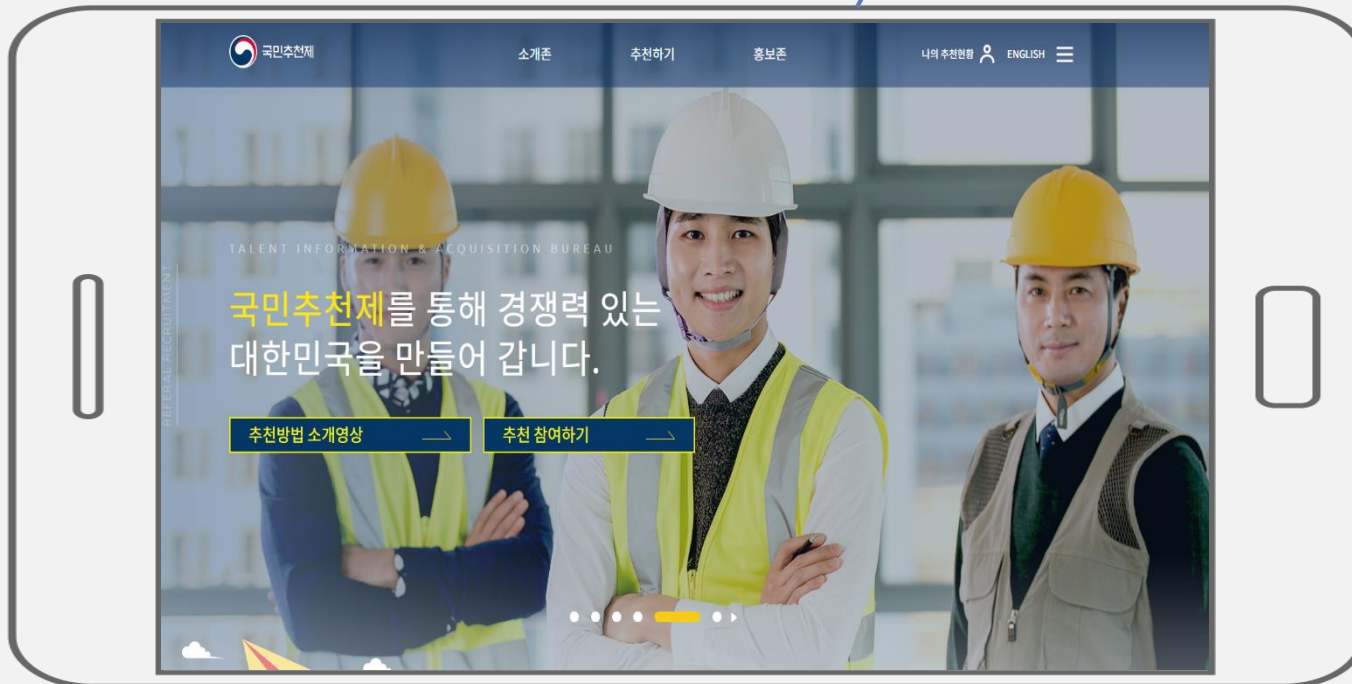 국민추천제
소개존
추천하기
홍보존
나의 추천현황
ENGLISH
TALENT INFORMATION & ACQUISITION BUREAU
REFERAL RECRUITMENT
국민추천제를 통해 경쟁력 있는
대한민국을 만들어 갑니다.
추천방법 소개영상
추천 참여하기